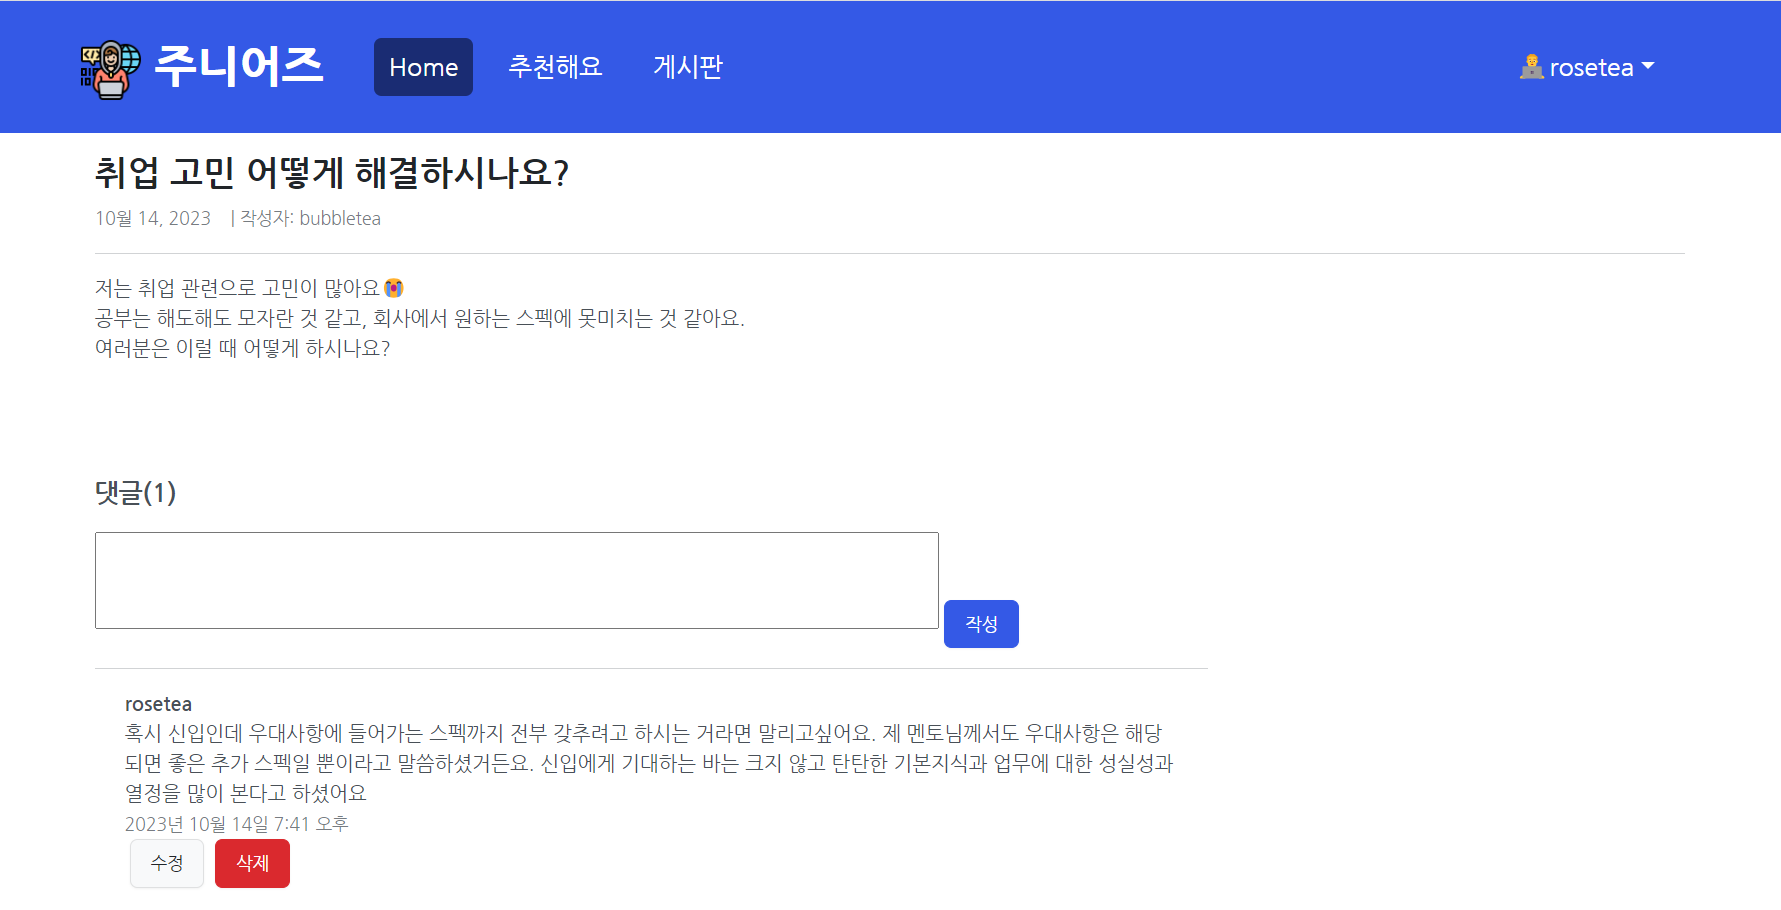 주니어즈 Home 추천해요 게시판 rosetea
취업 고민 어떻게 해결하시나요?
10월 14, 2023 | 작성자: bubbletea
저는 취업 관련으로 고민이 많아요😭
공부는 해도해도 모자란 것 같고, 회사에서 원하는 스펙에 못미치는 것 같아요.
여러분은 이럴 때 어떻게 하시나요?
댓글(1)
작성
rosetea
혹시 신입인데 우대사항에 들어가는 스펙까지 전부 갖추려고 하시는 거라면 말리고싶어요. 제 멘토님께서도 우대사항은 해당
되면 좋은 추가 스펙일 뿐이라고 말씀하셨거든요. 신입에게 기대하는 바는 크지 않고 탄탄한 기본지식과 업무에 대한 성실성과
열정을 많이 본다고 하셨어요
2023년 10월 14일 7:41 오후
수정 삭제